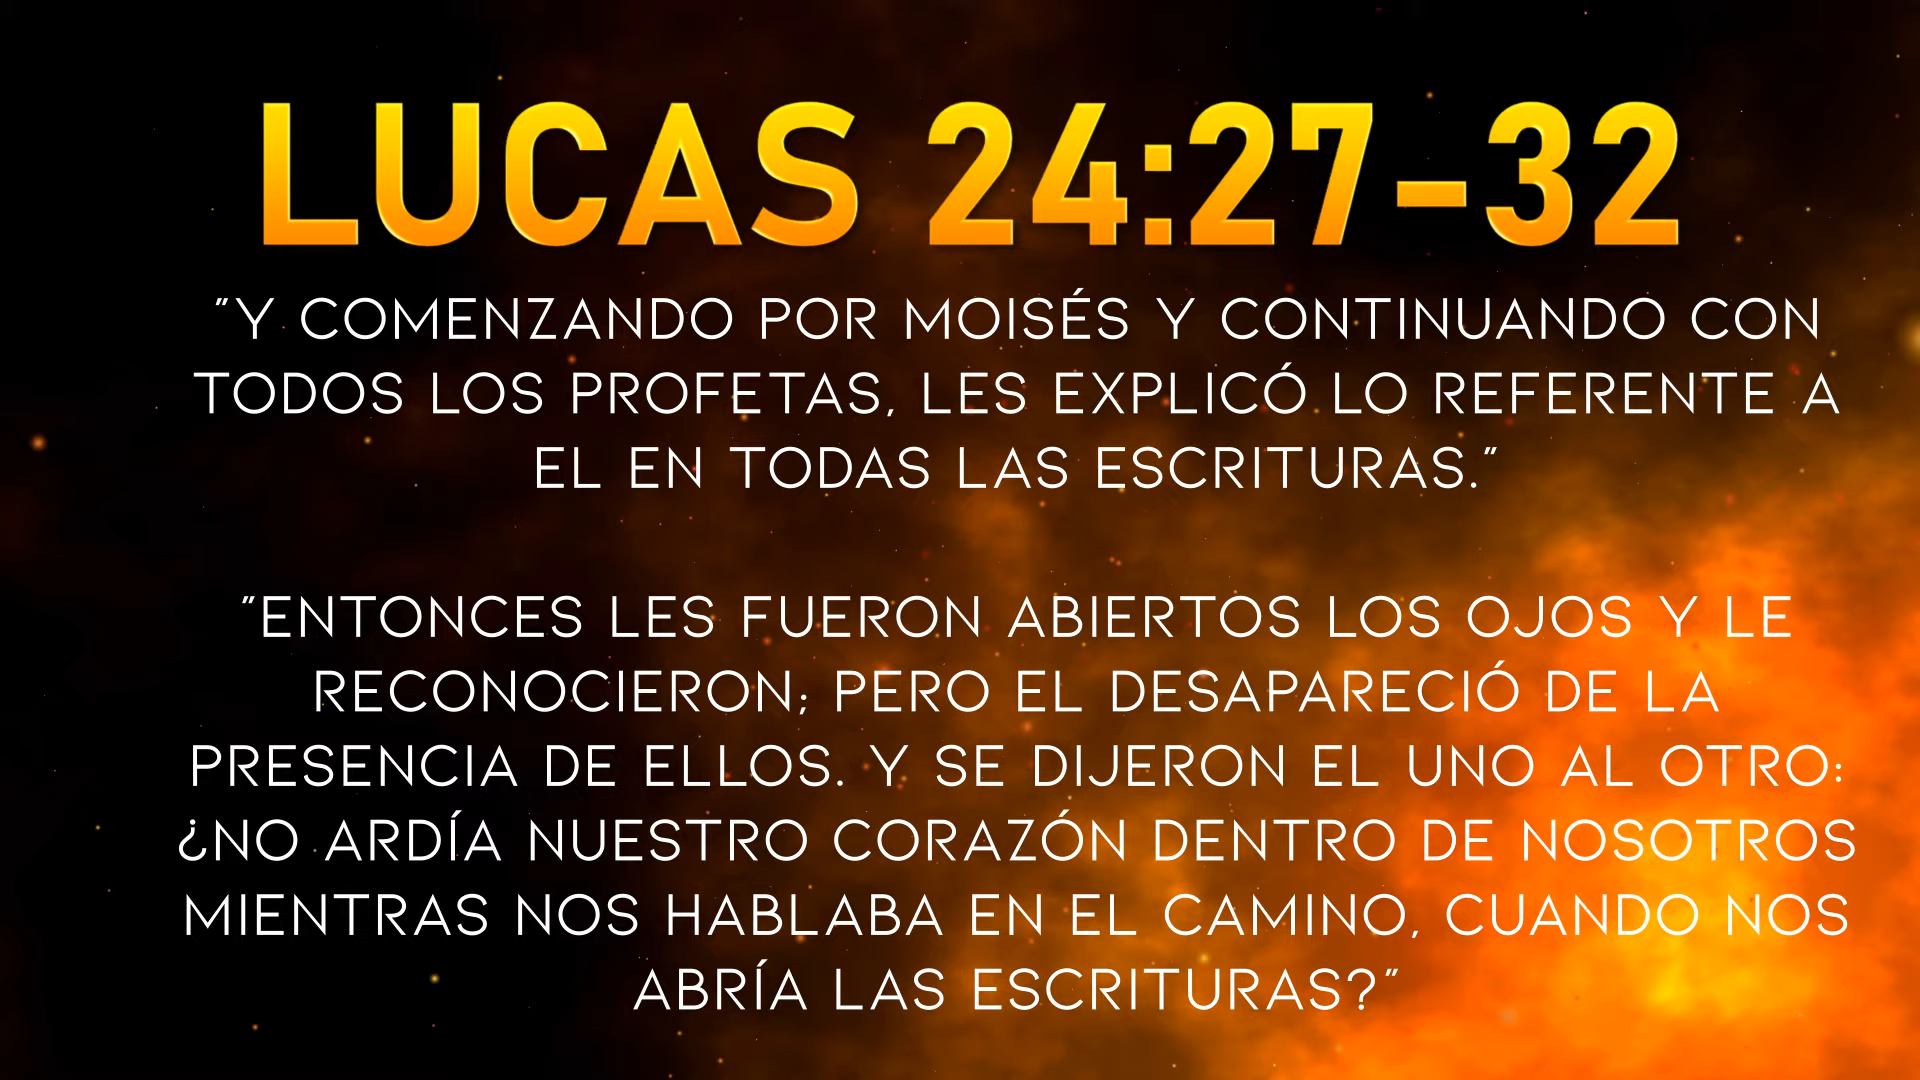 LUCAS 24:27-32
"Y COMENZANDO POR MOISÉS Y CONTINUANDO CON
TODOS LOS PROFETAS, LES EXPLICÓ LO REFERENTE A
EL EN TODAS LAS ESCRITURAS."
"ENTONCES LES FUERON ABIERTOS LOS OJOS Y LE
RECONOCIERON; PERO EL DESAPARECIÓ DE LA
PRESENCIA DE ELLOS. Y SE DIJERON EL UNO AL OTRO:
¿NO ARDÍA NUESTRO CORAZÓN DENTRO DE NOSOTROS
MIENTRAS NOS HABLABA EN EL CAMINO, CUANDO NOS
ABRÍA LAS ESCRITURAS?"